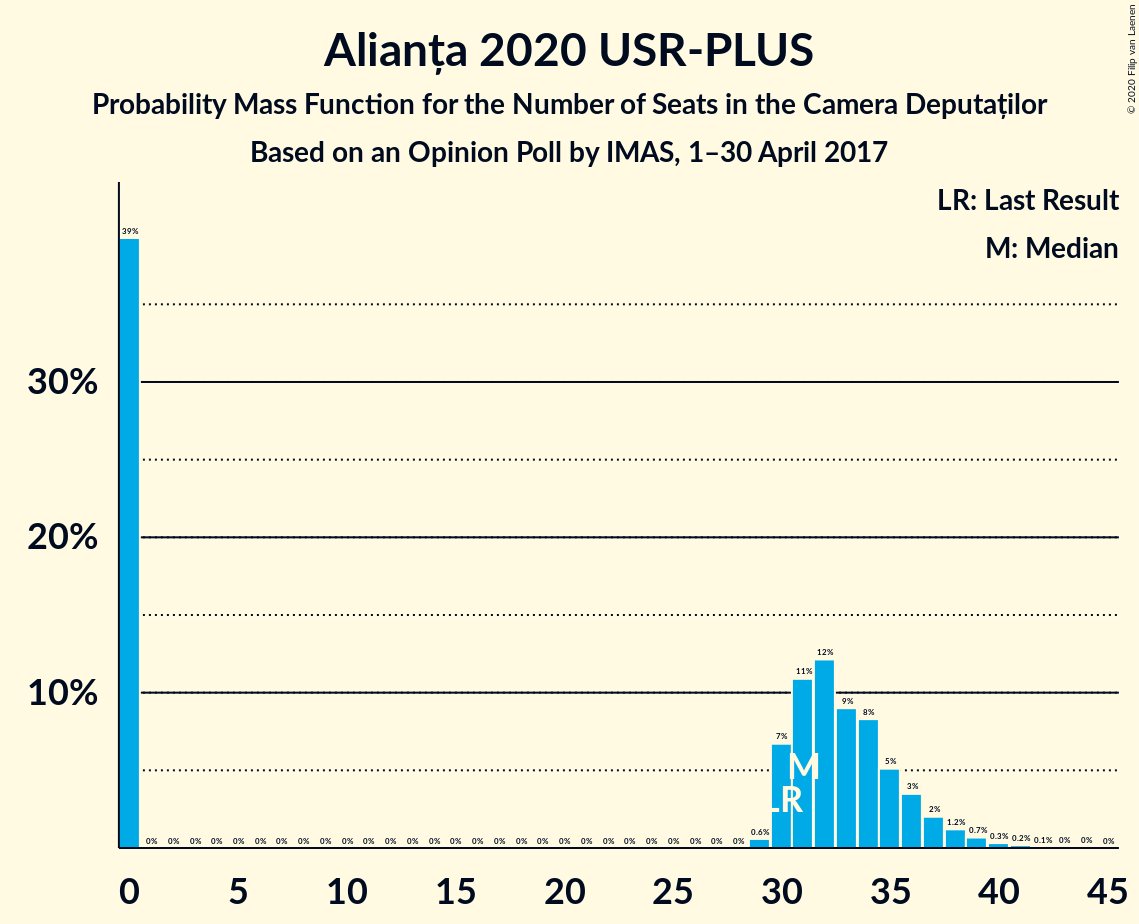 Alianța 2020 USR-PLUS
Probability Mass Function for the Number of Seats in the Camera Deputaților
Based on an Opinion Poll by IMAS, 1–30 April 2017
© 2020 Filip van Laenen
LR: Last Result
M: Median
30%
20%
10%
39% 0% 0% 0% 0% 0% 0% 0% 0% 0% 0% 0% 0% 0% 0% 0% 0% 0% 0% 0% 0% 0% 0% 0% 0% 0% 0% 0% 0% 0.6% 7% 11% 12% 9% 8% 5% 3% 2% 1.2% 0.7% 0.3% 0.2% 0.1% 0% 0% 0%
M
LR
0 5 10 15 20 25 30 35 40 45